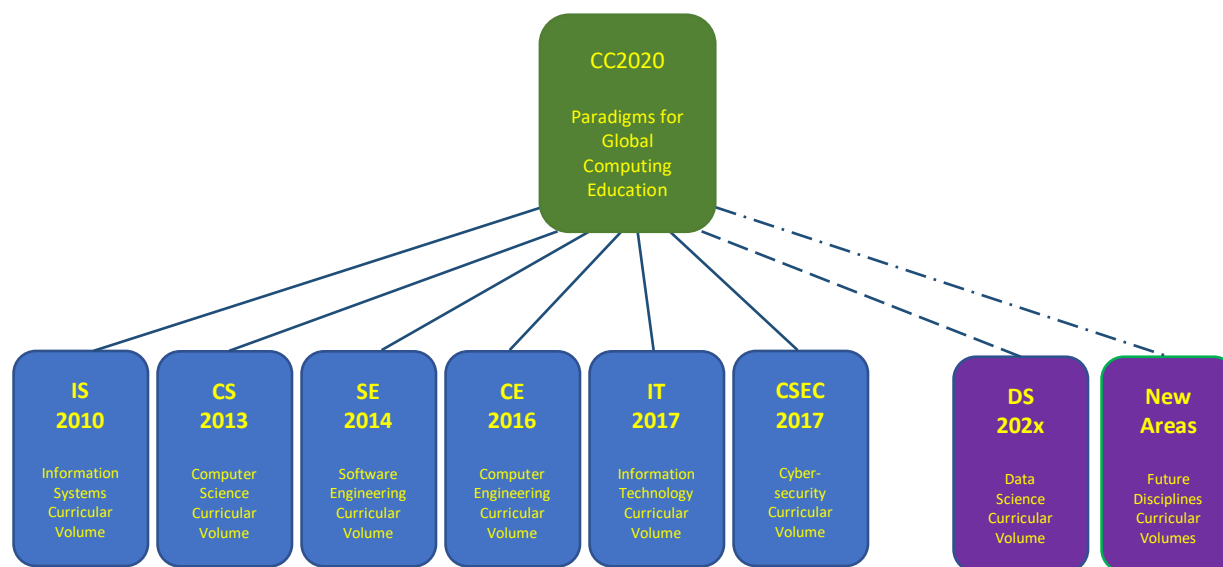 CC2020
Paradigms for
Global
Computing
Education
IS
2010
Information
Systems
Curricular
Volume
CS
2013
Computer
Science
Curricular
Volume
SE
2014
Software
Engineering
Curricular
Volume
CE
2016
Computer
Engineering
Curricular
Volume
IT
2017
Information
Technology
Curricular
Volume
CSEC
2017
Cyber-
security
Curricular
Volume
DS
202x
Data
Science
Curricular
Volume
New
Areas
Future
Disciplines
Curricular
Volumes